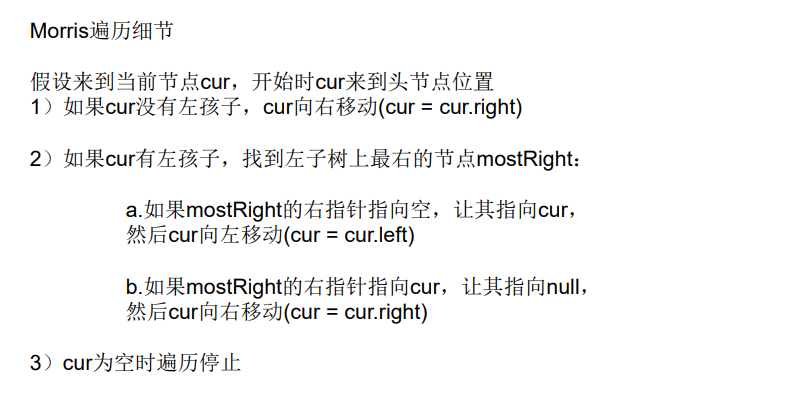 Morris遍历细节
假设来到当前节点cur，开始时cur来到头节点位置
1）如果cur没有左孩子，cur向右移动(cur = cur.right)
2）如果cur有左孩子，找到左子树上最右的节点mostRight：
a.如果mostRight的右指针指向空，让其指向cur，
然后cur向左移动(cur = cur.left)
b.如果mostRight的右指针指向cur，让其指向null，
然后cur向右移动(cur = cur.right)
3）cur为空时遍历停止